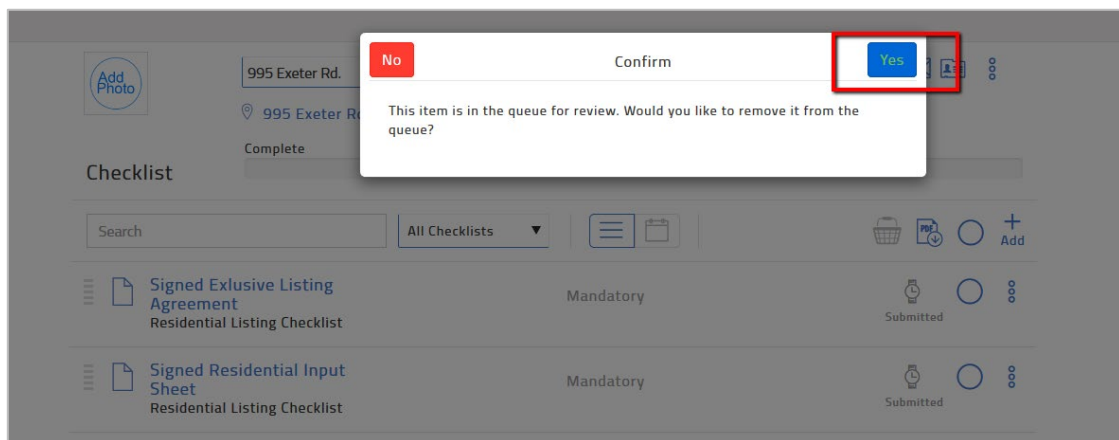 No
Confirm
Yes
This item is in the queue for review. Would you like to remove it from the
queue?
Add
Photo
995 Exeter Rd.
995 Exeter
Complete
Checklist
Search
All Checklists
PDF
Add
Signed Exlusive Listing
Agreement
Mandatory
Residential Listing Checklist
Submitted
Signed Residential Input
Sheet
Mandatory
Residential Listing Checklist
Submitted